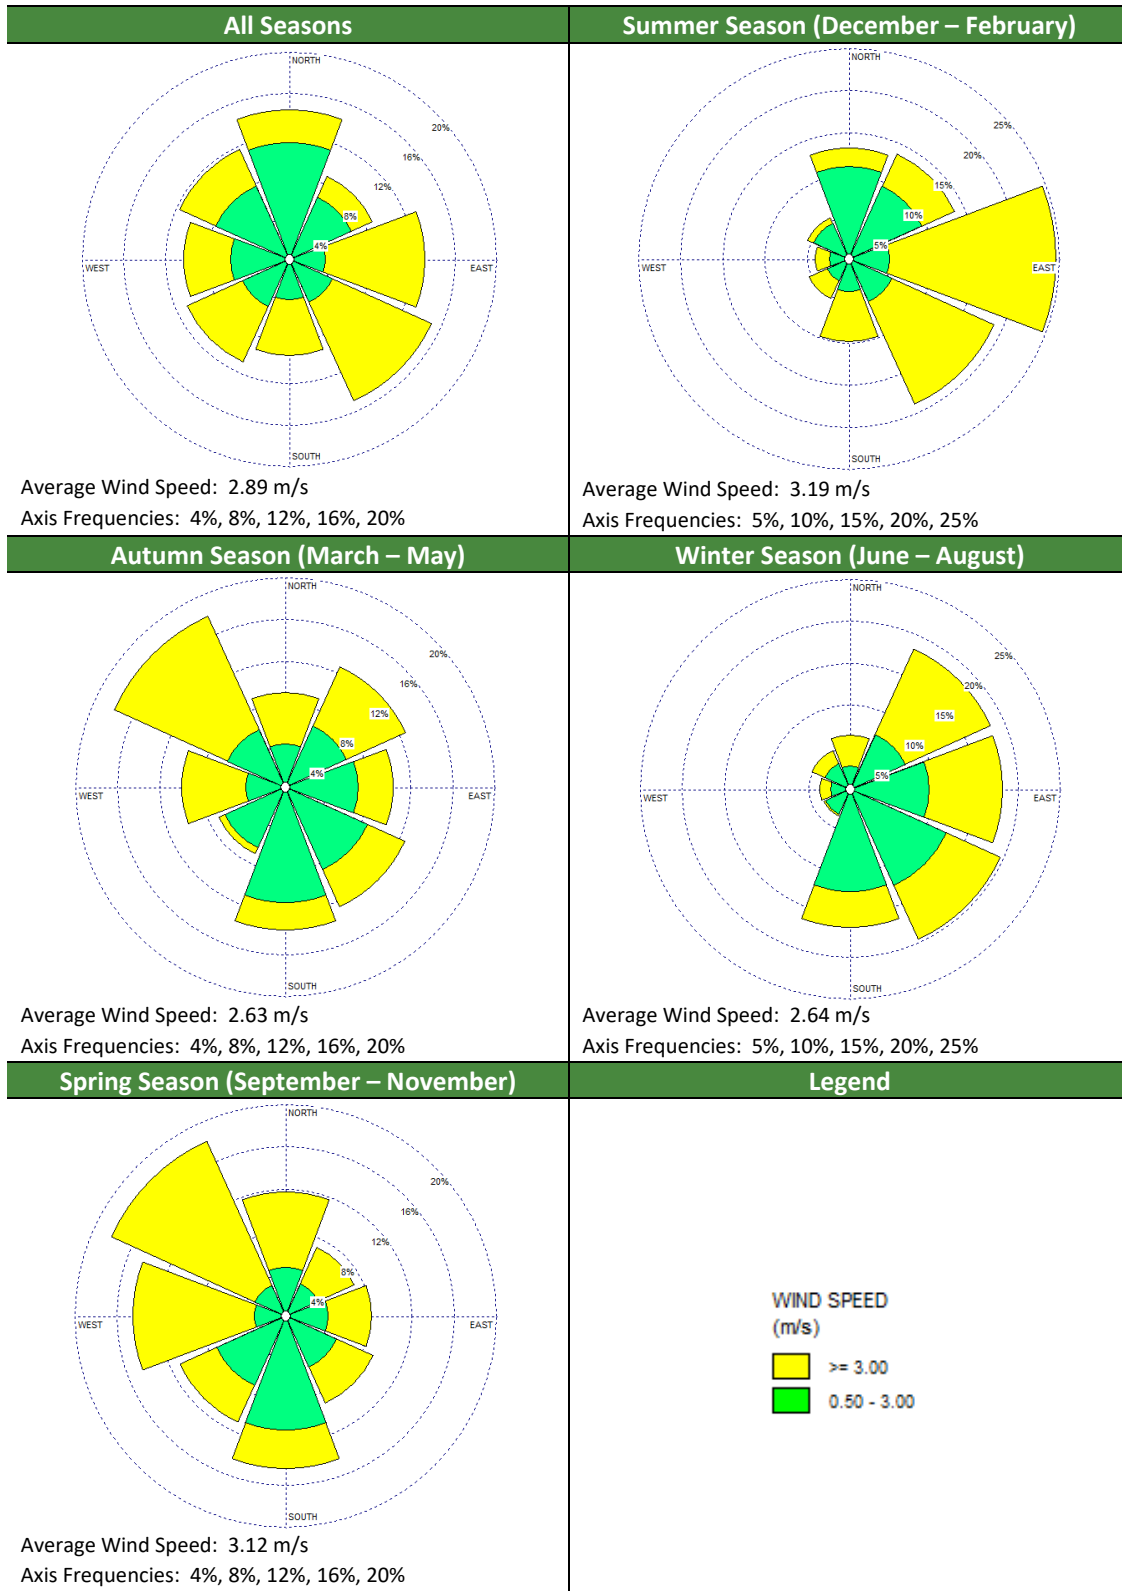 All Seasons
Summer Season (December – February)
NORTH
20%
16%
12%
8%
4%
WEST
EAST
SOUTH
Average Wind Speed: 2.89 m/s
Axis Frequencies: 4%, 8%, 12%, 16%, 20%
NORTH
25%
20%
15%
10%
5%
WEST
EAST
SOUTH
Average Wind Speed: 3.19 m/s
Axis Frequencies: 5%, 10%, 15%, 20%, 25%
Autumn Season (March – May)
Winter Season (June – August)
NORTH
20%
16%
12%
8%
4%
WEST
EAST
SOUTH
Average Wind Speed: 2.63 m/s
Axis Frequencies: 4%, 8%, 12%, 16%, 20%
NORTH
25%
20%
15%
10%
5%
WEST
EAST
SOUTH
Average Wind Speed: 2.64 m/s
Axis Frequencies: 5%, 10%, 15%, 20%, 25%
Spring Season (September – November)
Legend
NORTH
20%
16%
12%
8%
4%
WEST
EAST
SOUTH
Average Wind Speed: 3.12 m/s
Axis Frequencies: 4%, 8%, 12%, 16%, 20%
WIND SPEED
(m/s)
>= 3.00
0.50 - 3.00